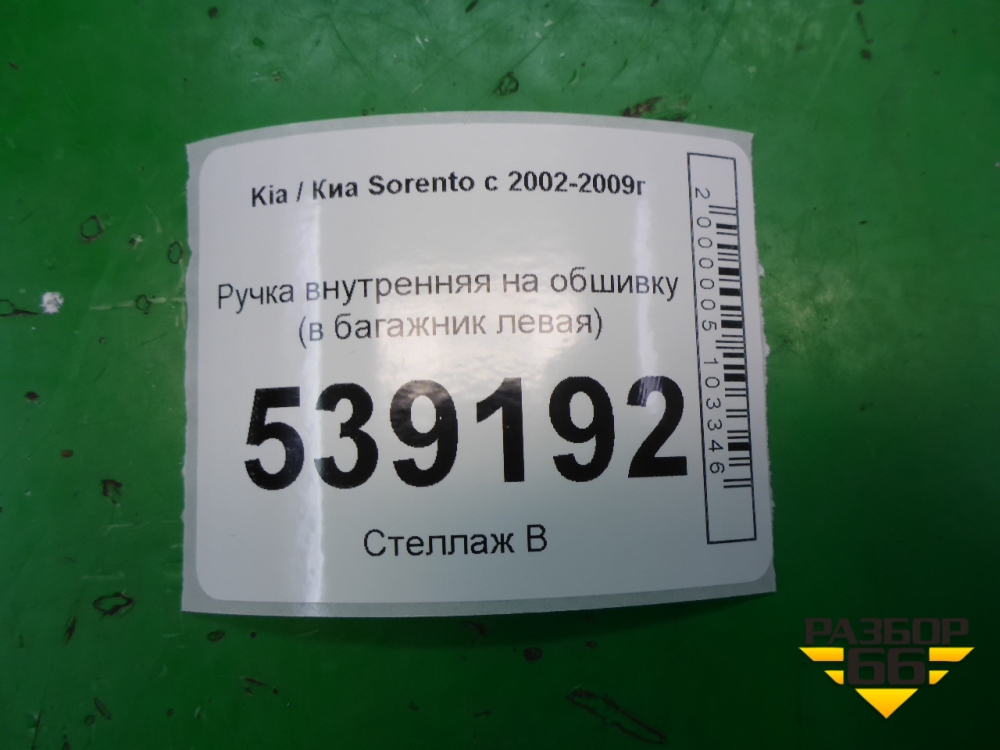 Kia / Киа Sorento с 2002-2009г
Ручка внутренняя на обшивку
(в багажник левая)
539192
Стеллаж В
2000005103346
РАЗБОР
66